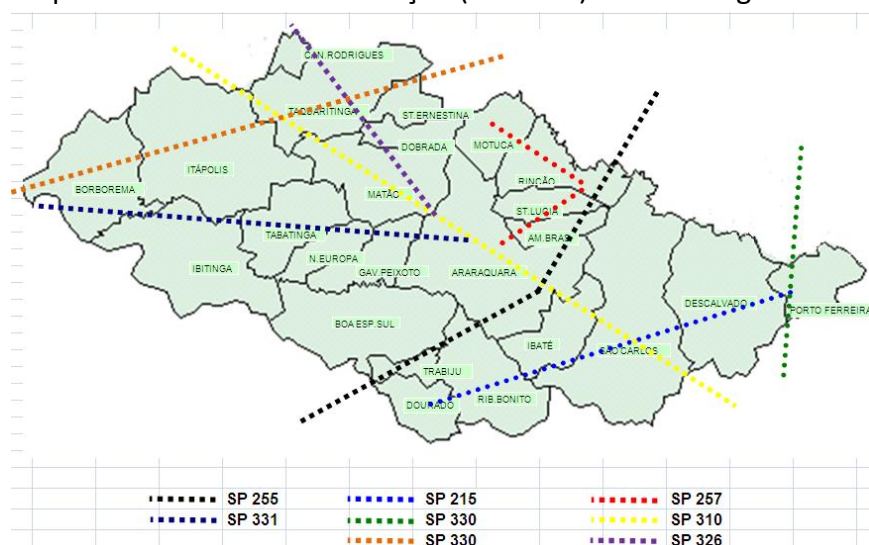 CAN.RODRIGUES
TAQUARITINGA
ST.ERNESTINA
DOBRADA
MOTUCA
ITÁPOLIS
BORBOREMA
MATÃO
RINCÃO
ST.LUCIA
TABATINGA
AM.BRAS
N.EUROPA
IBITINGA
GAV.PEIXOTO
ARARAQUARA
DESCALVADO
PORTO FERREIRA
BOA ESP.SUL
IBATÉ
SÃO CARLOS
TRABIJU
DOURADO
RIB.BONITO
SP 255 SP 215 SP 257
SP 331 SP 330 SP 310
SP 330 SP 326